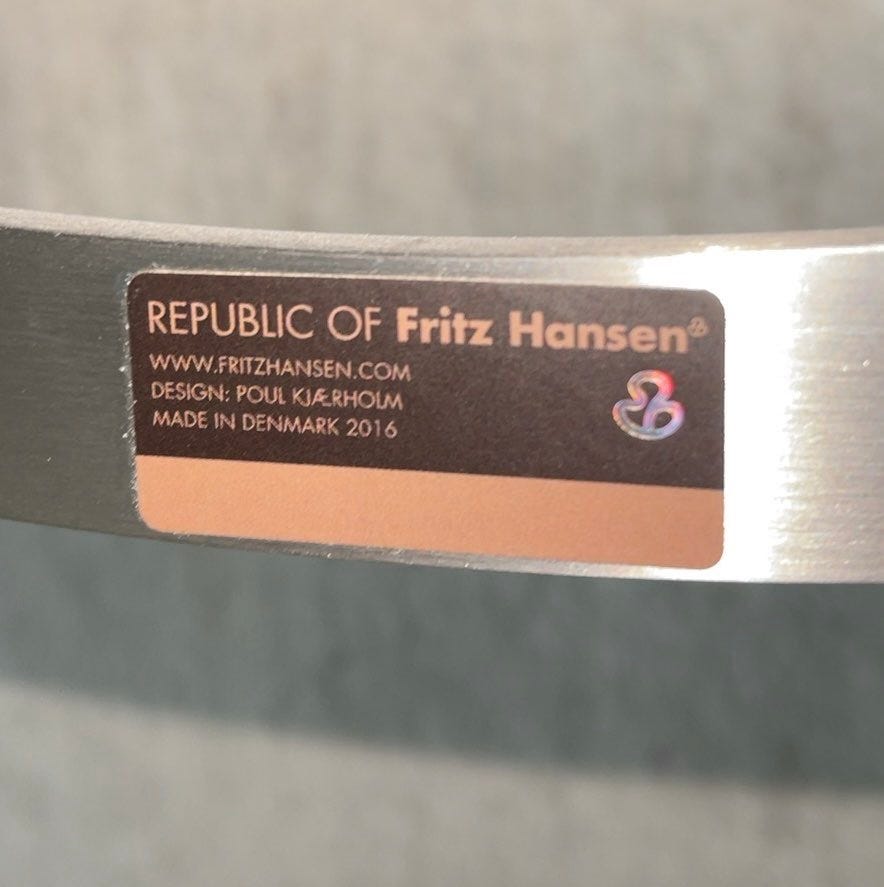 REPUBLIC OF Fritz Hansen
WWW.FRITZHANSEN.COM
DESIGN: POUL KJÆRHOLM
MADE IN DENMARK 2016